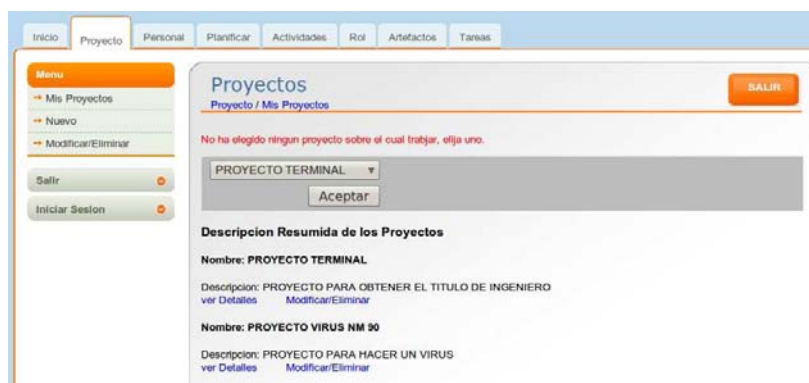 Inicio Proyecto Personal Planificar Actividades Rol Artefactos Tareas
Menu
Mis Proyectos
Nuevo
Modificar/Eliminar
Salir
Iniciar Sesion
Proyectos
SALIR
Proyecto / Mis Proyectos
No ha elegido ningun proyecto sobre el cual trbjar, elija uno.
PROYECTO TERMINAL
Aceptar
Descripcion Resumida de los Proyectos
Nombre: PROYECTO TERMINAL
Descripcion: PROYECTO PARA OBTENER EL TITULO DE INGENIERO
ver Detalles Modificar/Eliminar
Nombre: PROYECTO VIRUS NM 90
Descripcion: PROYECTO PARA HACER UN VIRUS
ver Detalles Modificar/Eliminar